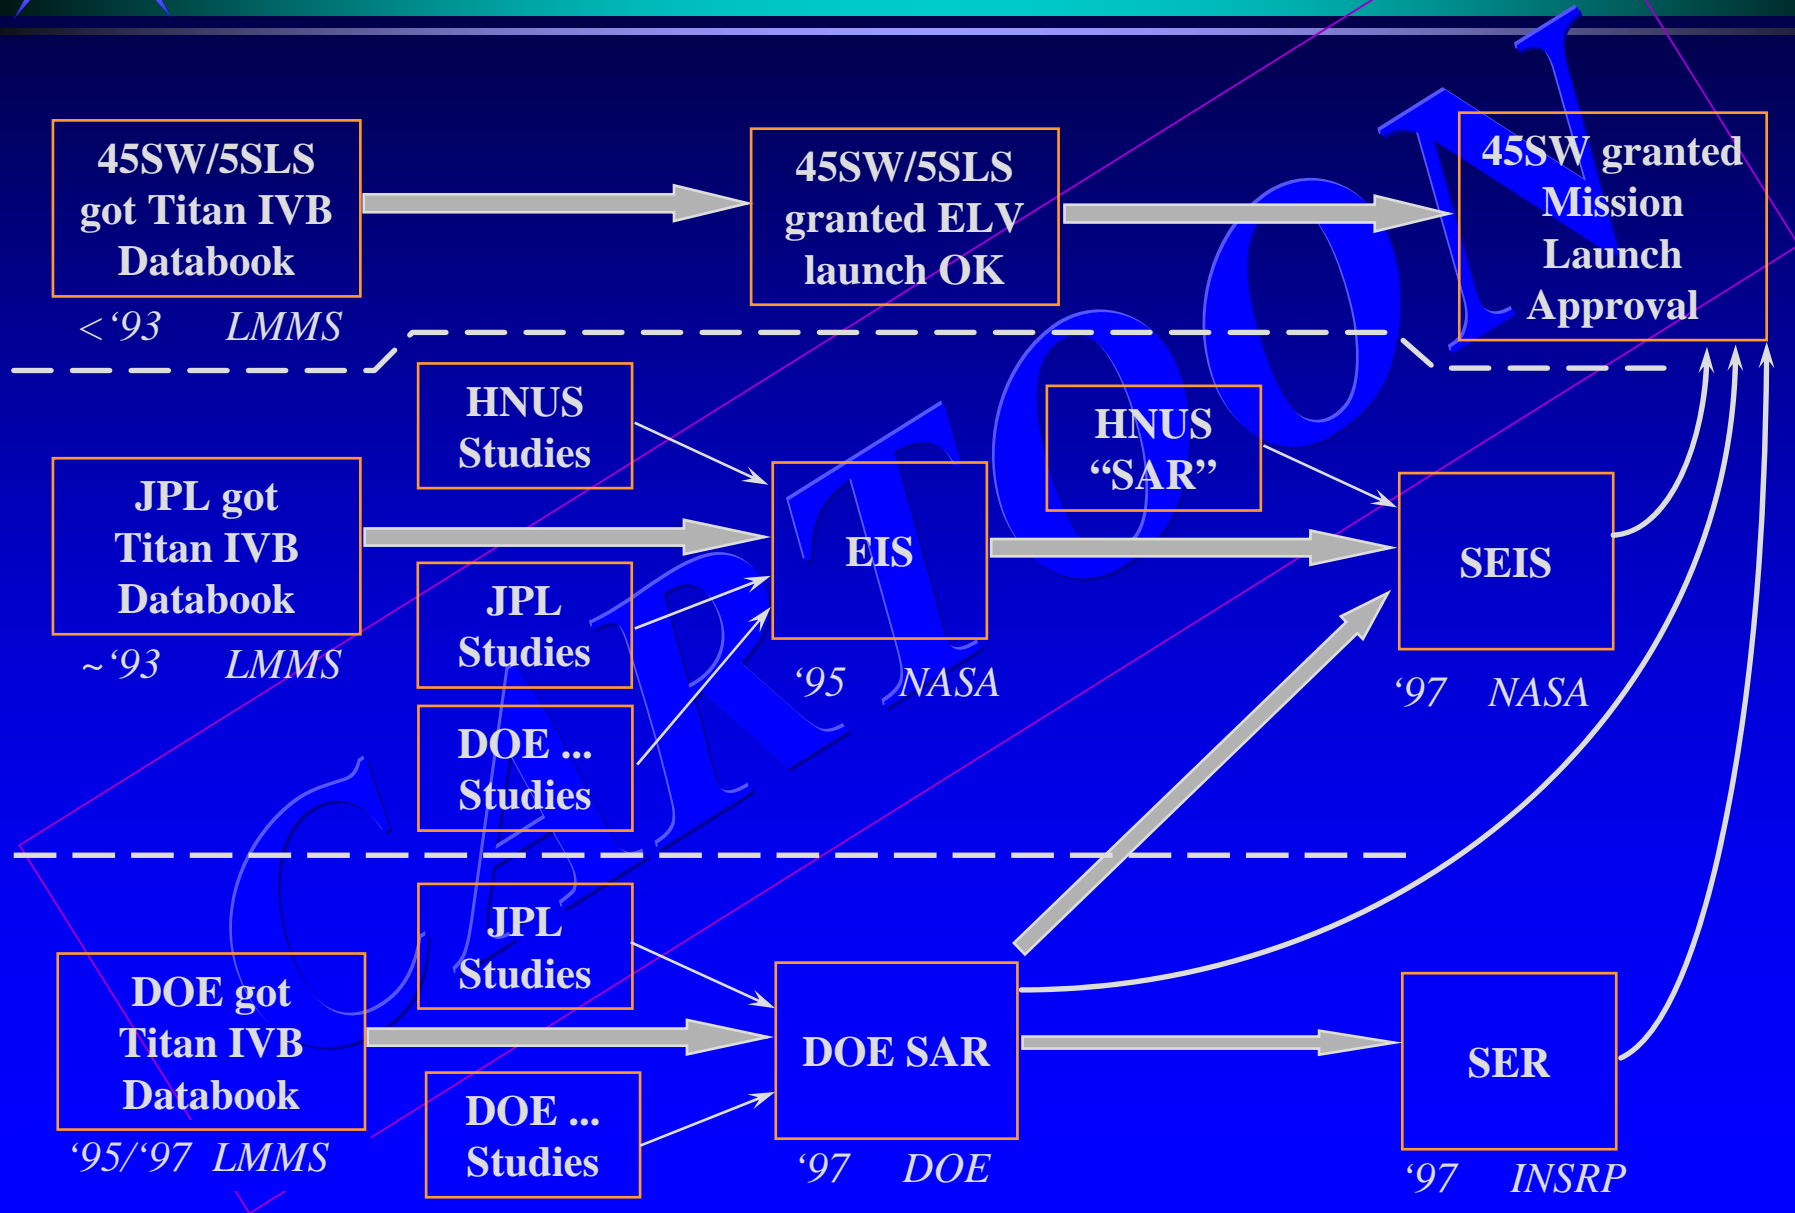 45SW/5SLS
got Titan IVB
Databook
<‘93 LMMS
45SW/5SLS
granted ELV
launch OK
45SW granted
Mission
Launch
Approval
HNUS
Studies
HNUS
“SAR”
JPL got
Titan IVB
Databook
~‘93 LMMS
JPL
Studies
DOE ...
Studies
EIS
‘95 NASA
SEIS
‘97 NASA
CARTOON
JPL
Studies
DOE got
Titan IVB
Databook
‘95/‘97 LMMS
DOE ...
Studies
DOE SAR
‘97 DOE
SER
‘97 INSRP